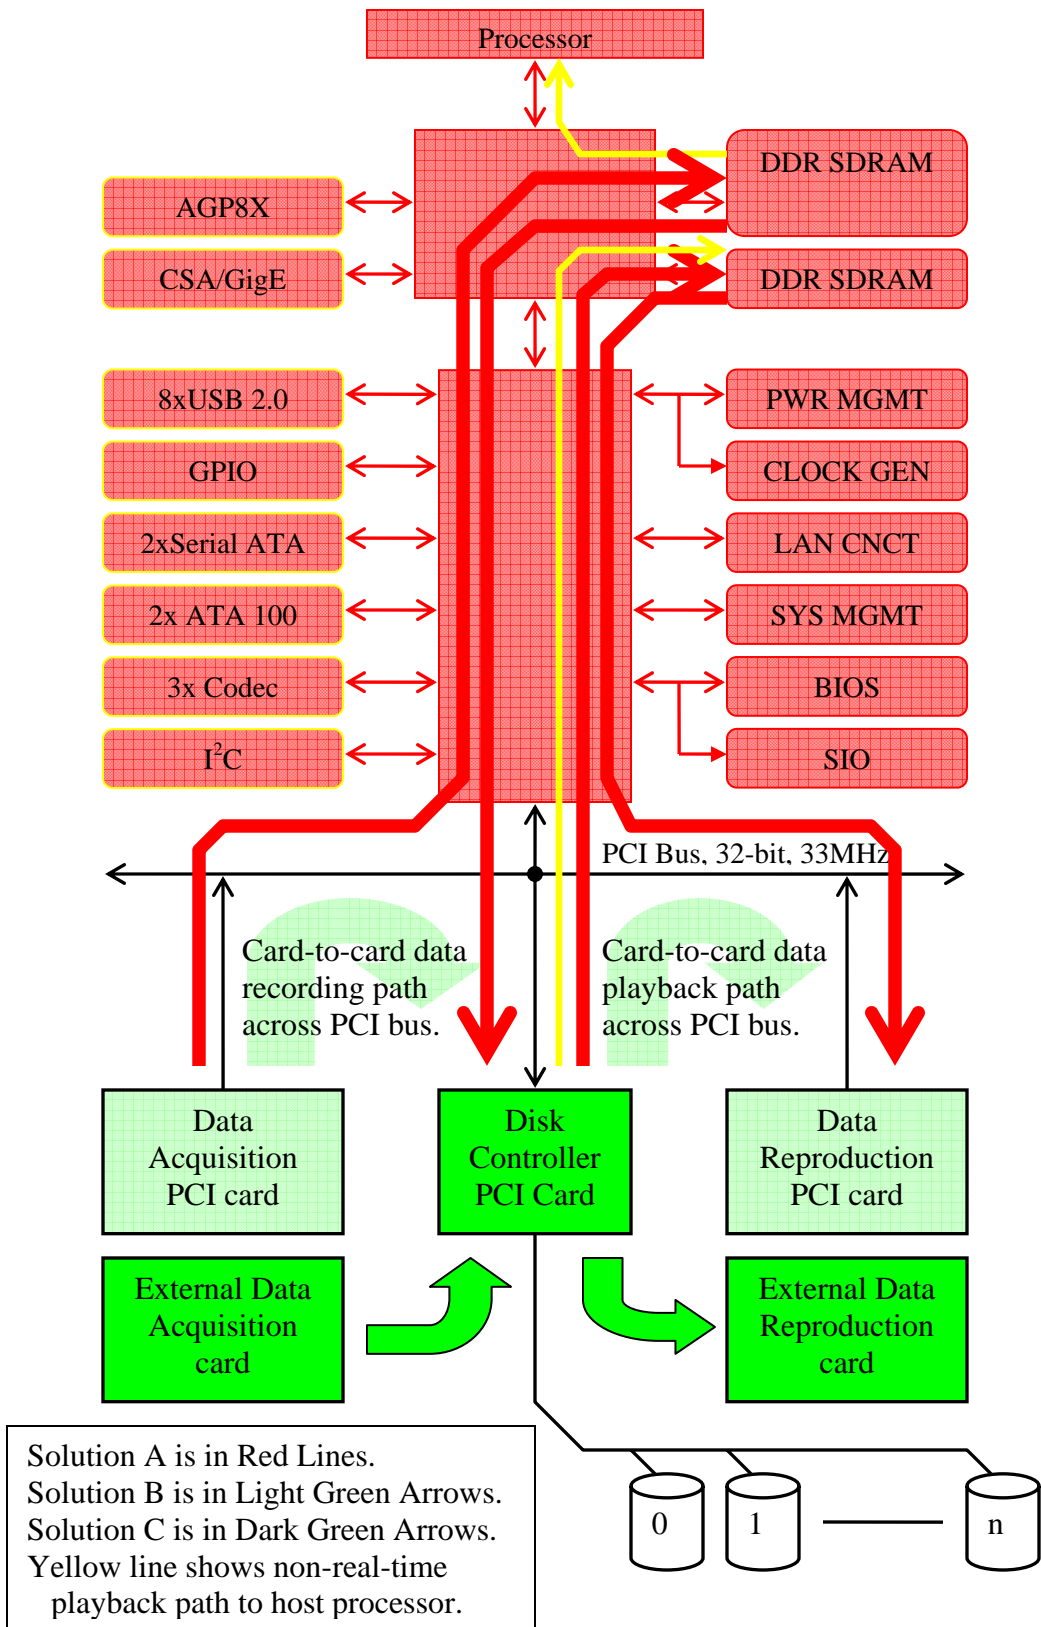 Processor
DDR SDRAM
AGP8X
CSA/GigE
DDR SDRAM
8xUSB 2.0
PWR MGMT
GPIO
CLOCK GEN
2xSerial ATA
LAN CNCT
2x ATA 100
SYS MGMT
3x Codec
BIOS
I²C
SIO
PCI Bus, 32-bit, 33MHz
Card-to-card data
recording path
across PCI bus.
Card-to-card data
playback path
across PCI bus.
Data
Acquisition
PCI card
Disk
Controller
PCI Card
Data
Reproduction
PCI card
External Data
Acquisition
card
External Data
Reproduction
card
Solution A is in Red Lines.
Solution B is in Light Green Arrows.
Solution C is in Dark Green Arrows.
Yellow line shows non-real-time
playback path to host processor.
0
1
n